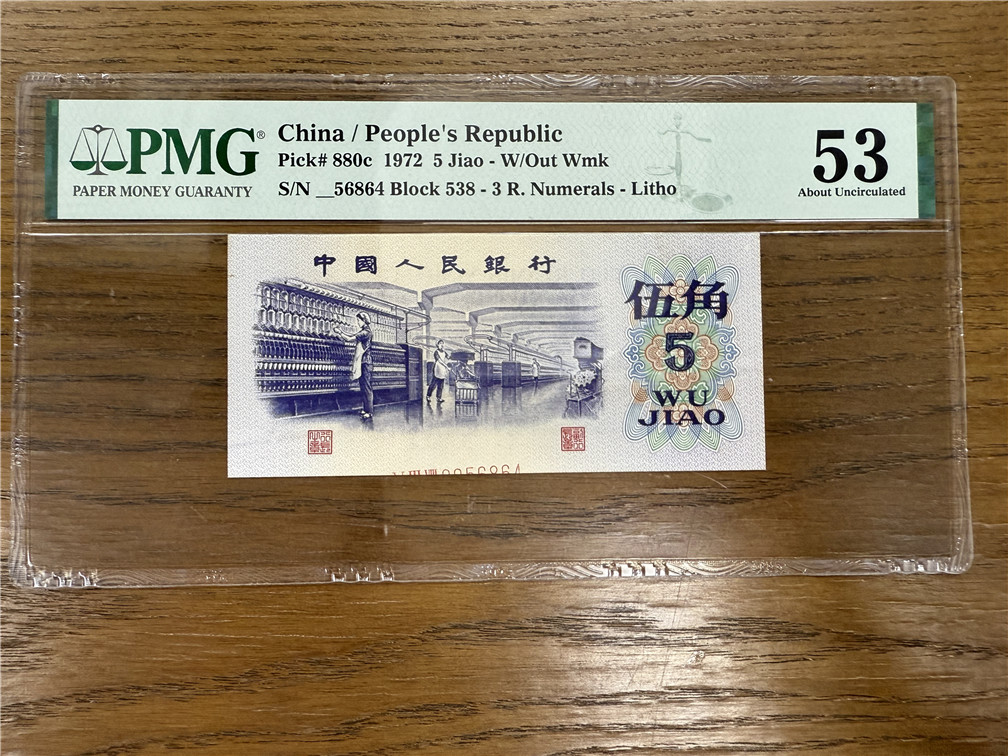 PMG®
PAPER MONEY GUARANTY
China / People's Republic
Pick# 880c 1972 5 Jiao - W/Out Wmk
S/N __56864 Block 538 - 3 R. Numerals - Litho
53
About Uncirculated
中國人民銀行
伍角
5
WU
JIAO